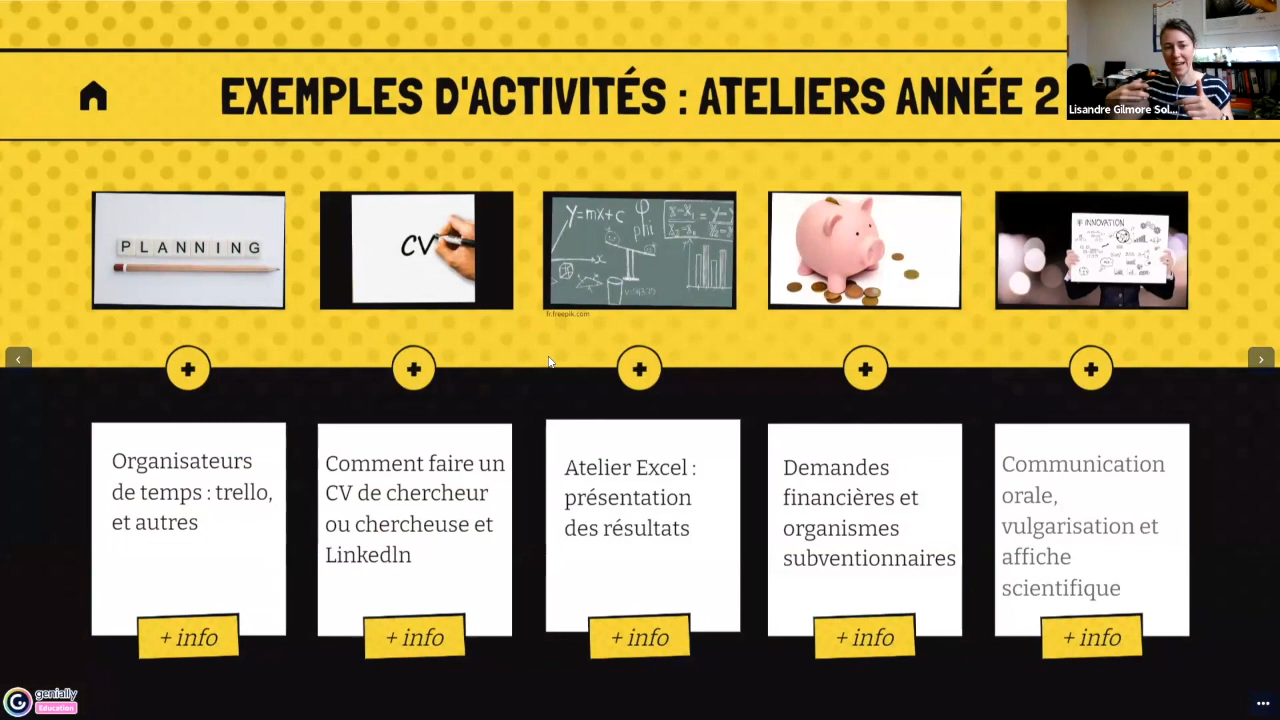 EXEMPLES D'ACTIVITÉS : ATELIERS ANNÉE 2
Lisandre Gilmore Sol...
PLANNING
CV
y=mx+c
phi
x
INNOVATION
fr.freepik.com
Organisateurs
de temps : trello,
et autres
Comment faire un
CV de chercheur
ou chercheuse et
Linkedln
Atelier Excel :
présentation
des résultats
Demandes
financières et
organismes
subventionnaires
Communication
orale,
vulgarisation et
affiche
scientifique
+ info
+ info
+ info
+ info
+ info
genially
Education